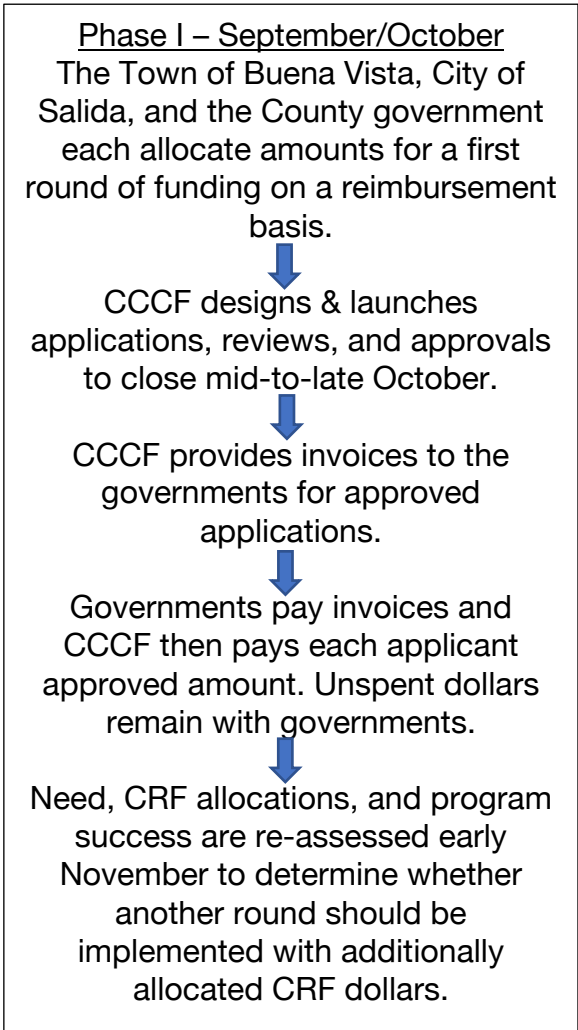 Phase I – September/October
The Town of Buena Vista, City of
Salida, and the County government
each allocate amounts for a first
round of funding on a reimbursement
basis.
CCCF designs & launches
applications, reviews, and approvals
to close mid-to-late October.
CCCF provides invoices to the
governments for approved
applications.
Governments pay invoices and
CCCF then pays each applicant
approved amount. Unspent dollars
remain with governments.
Need, CRF allocations, and program
success are re-assessed early
November to determine whether
another round should be
implemented with additionally
allocated CRF dollars.